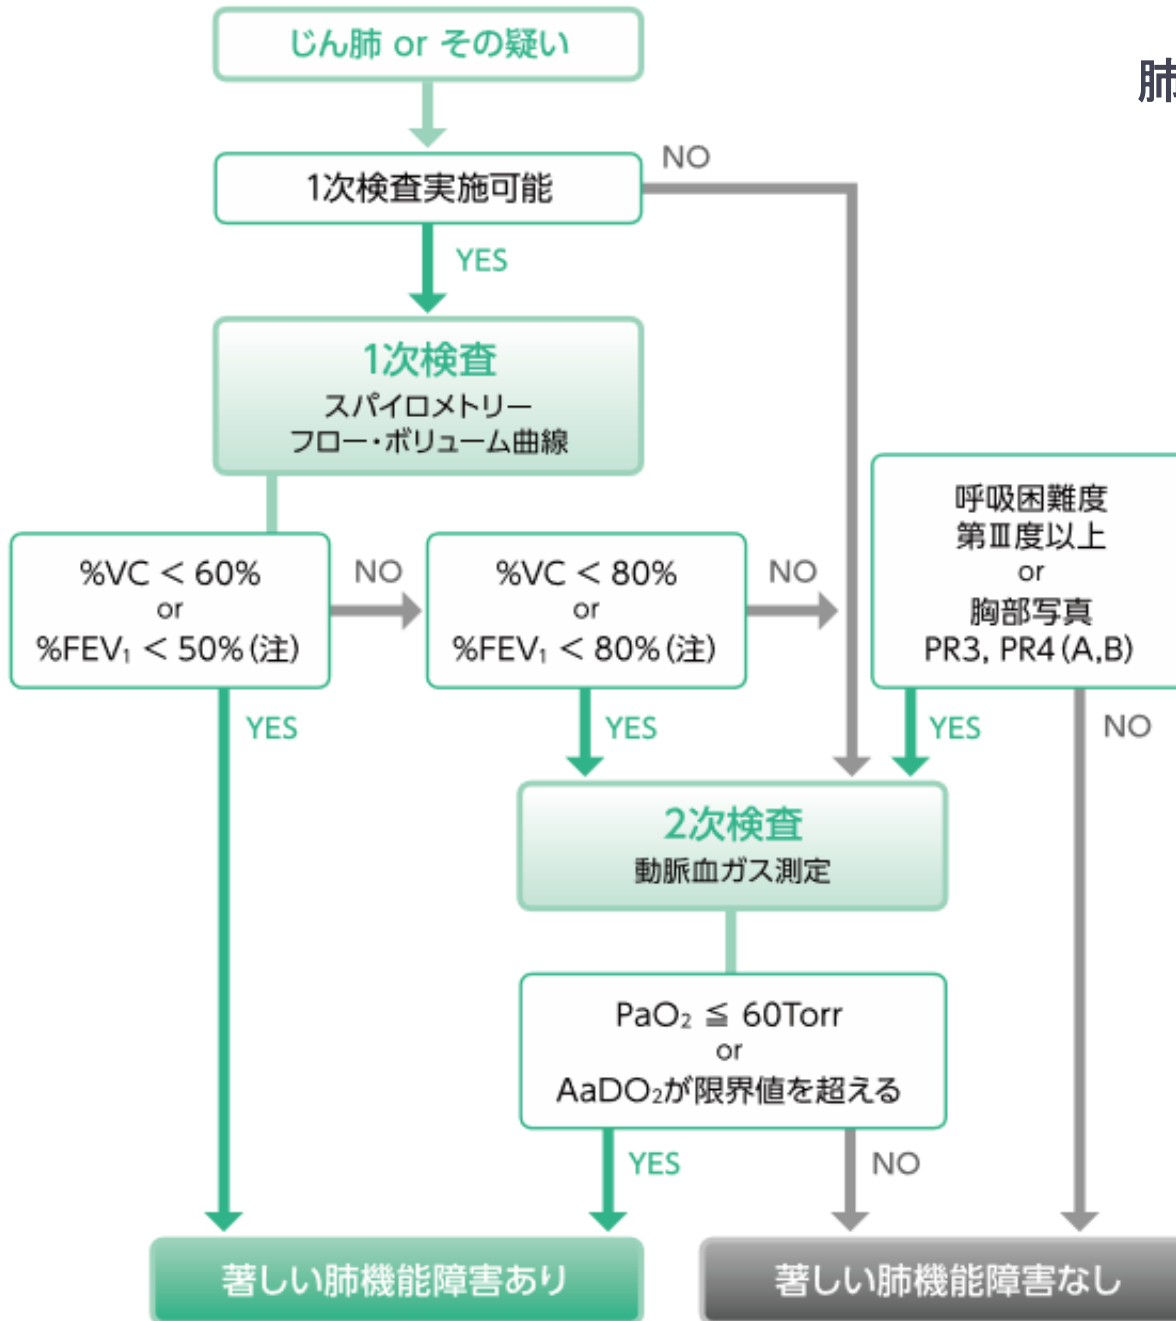 じん肺 or その疑い
肺
1次検査実施可能
NO
YES
1次検査
スパイロメトリー
フロー・ボリューム曲線
%VC < 60%
or
%FEV₁ < 50%(注)
NO
%VC < 80%
or
%FEV₁ < 80%(注)
NO
呼吸困難度
第Ⅲ度以上
or
胸部写真
PR3, PR4(A,B)
YES
YES
YES
NO
2次検査
動脈血ガス測定
PaO₂ ≦ 60Torr
or
AaDO₂が限界値を超える
YES
NO
著しい肺機能障害あり
著しい肺機能障害なし